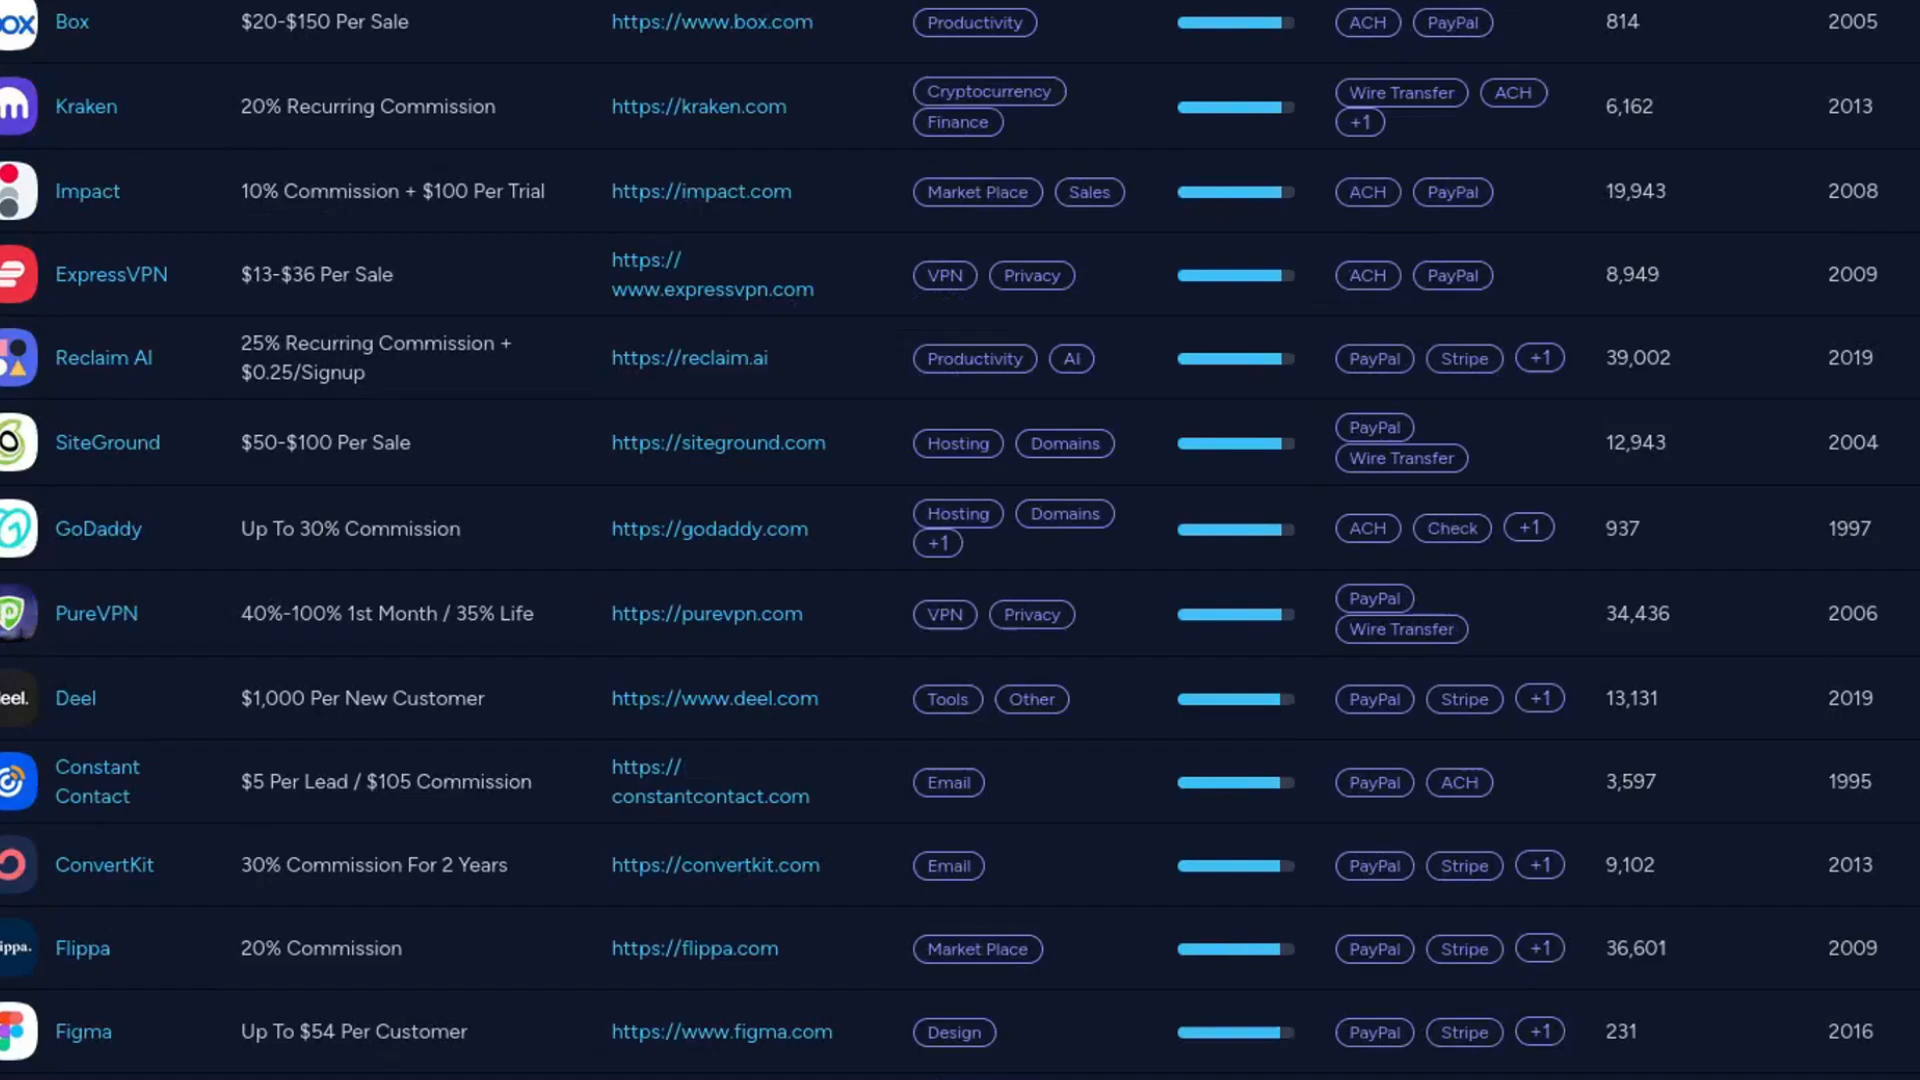 box Box $20-$150 Per Sale https://www.box.com Productivity ACH PayPal 814 2005
Kraken 20% Recurring Commission https://kraken.com Cryptocurrency Finance Wire Transfer ACH +1 6,162 2013
Impact 10% Commission + $100 Per Trial https://impact.com Market Place Sales ACH PayPal 19,943 2008
ExpressVPN $13-$36 Per Sale https://
www.expressvpn.com VPN Privacy ACH PayPal 8,949 2009
Reclaim AI 25% Recurring Commission +
$0.25/Signup https://reclaim.ai Productivity AI PayPal Stripe +1 39,002 2019
SiteGround $50-$100 Per Sale https://siteground.com Hosting Domains PayPal Wire Transfer 12,943 2004
GoDaddy Up To 30% Commission https://godaddy.com Hosting Domains +1 ACH Check +1 937 1997
PureVPN 40%-100% 1st Month / 35% Life https://purevpn.com VPN Privacy PayPal Wire Transfer 34,436 2006
deel. Deel $1,000 Per New Customer https://www.deel.com Tools Other PayPal Stripe +1 13,131 2019
Constant
Contact $5 Per Lead / $105 Commission https://
constantcontact.com Email PayPal ACH 3,597 1995
ConvertKit 30% Commission For 2 Years https://convertkit.com Email PayPal Stripe +1 9,102 2013
ippa. Flippa 20% Commission https://flippa.com Market Place PayPal Stripe +1 36,601 2009
Figma Up To $54 Per Customer https://www.figma.com Design PayPal Stripe +1 231 2016